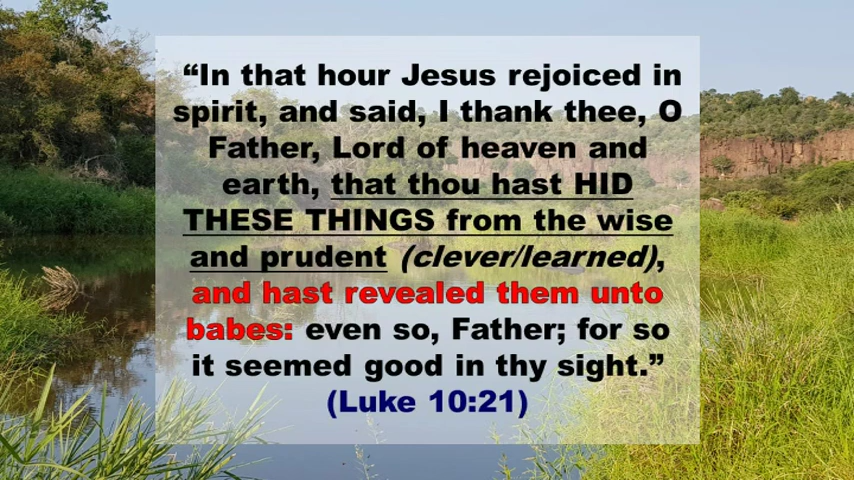 “In that hour Jesus rejoiced in
spirit, and said, I thank thee, O
Father, Lord of heaven and
earth, that thou hast HID
THESE THINGS from the wise
and prudent (clever/learned),
and hast revealed them unto
babes: even so, Father; for so
it seemed good in thy sight.”
(Luke 10:21)